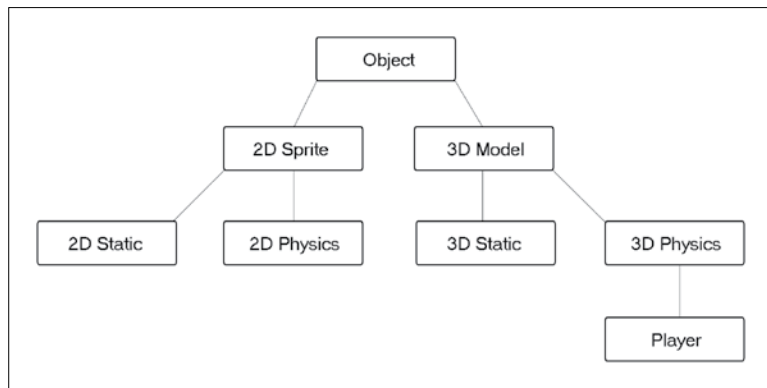 Object
2D Sprite
3D Model
2D Static
2D Physics
3D Static
3D Physics
Player